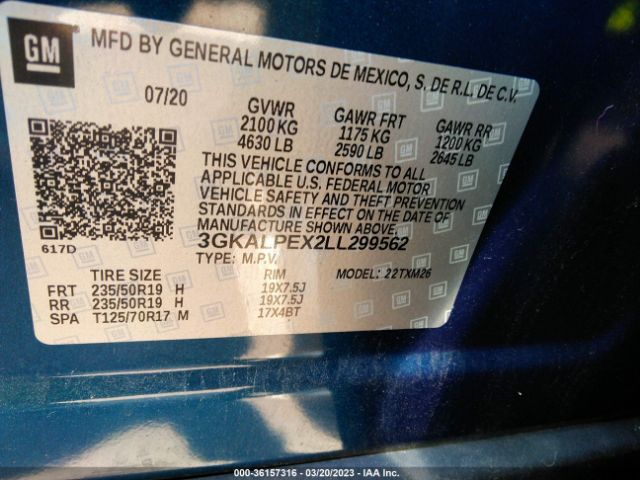 GM
MFD BY GENERAL MOTORS DE MEXICO, S. DE R.L. DE C.V.
07/20
GVWR GAWR FRT GAWR RR
2100 KG 1175 KG 1200 KG
4630 LB 2590 LB 2645 LB
THIS VEHICLE CONFORMS TO ALL
APPLICABLE U.S. FEDERAL MOTOR
VEHICLE SAFETY AND THEFT PREVENTION
STANDARDS IN EFFECT ON THE DATE OF
MANUFACTURE SHOWN ABOVE.
3GKALPEX2LL299562
617D
TYPE: M.P.V. MODEL: 22TXM26
TIRE SIZE RIM
FRT 235/50R19 H 19X7.5J
RR 235/50R19 H 19X7.5J
SPA T125/70R17 M 17X4BT
000-36157316 - 03/20/2023 - IAA Inc.